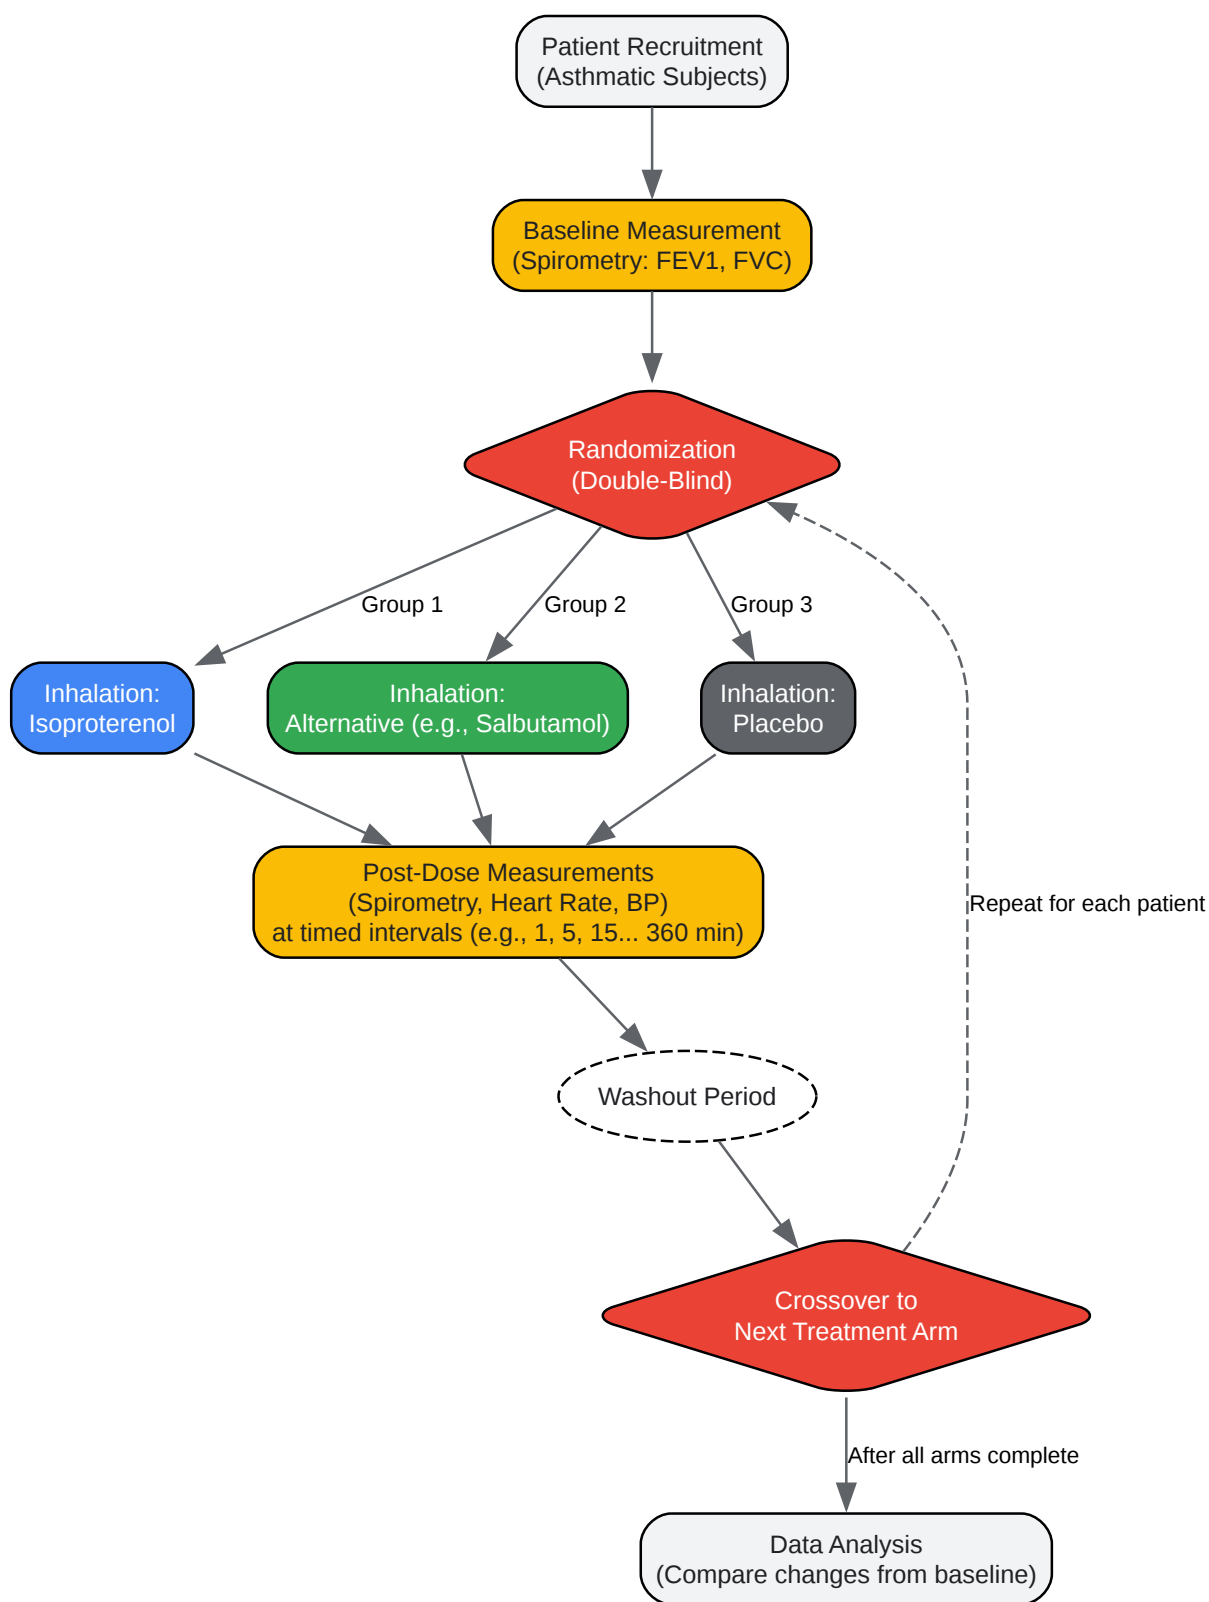 Patient Recruitment
(Asthmatic Subjects)
Baseline Measurement
(Spirometry: FEV1, FVC)
Randomization
(Double-Blind)
Group 1
Group 2
Group 3
Inhalation:
Isoproterenol
Inhalation:
Alternative (e.g., Salbutamol)
Inhalation:
Placebo
Post-Dose Measurements
(Spirometry, Heart Rate, BP)
at timed intervals (e.g., 1, 5, 15... 360 min)
Repeat for each patient
Washout Period
Crossover to
Next Treatment Arm
After all arms complete
Data Analysis
(Compare changes from baseline)